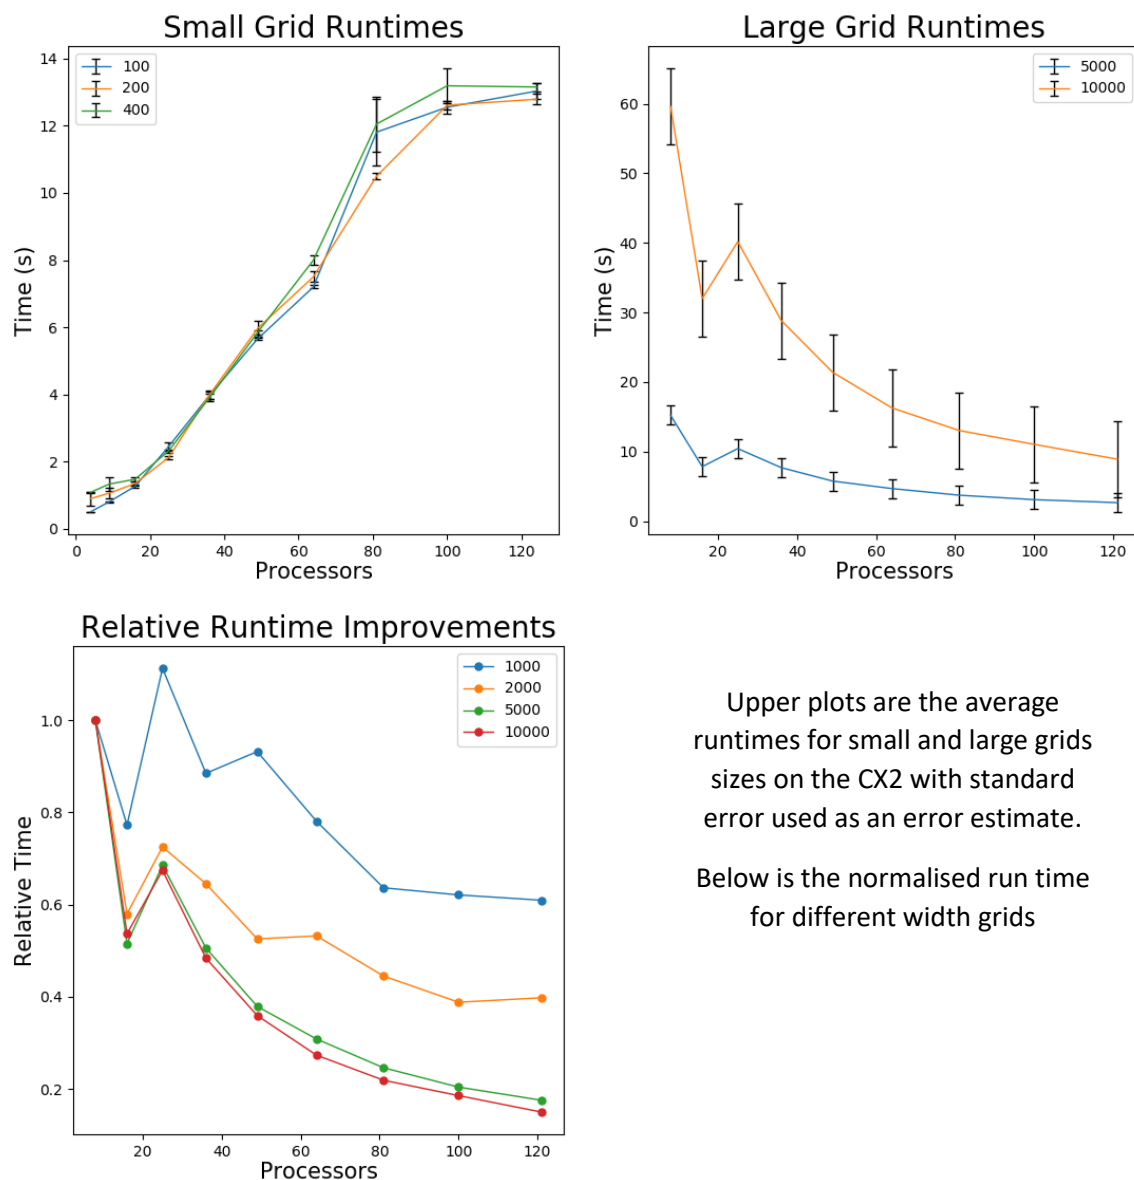 Small Grid Runtimes
14
12
10
8
6
4
2
0
Time (s)
100
200
400
0 20 40 60 80 100 120
Processors
Large Grid Runtimes
60
50
40
30
20
10
0
Time (s)
5000
10000
20 40 60 80 100 120
Processors
Relative Runtime Improvements
1.0
0.8
0.6
0.4
0.2
Relative Time
1000
2000
5000
10000
20 40 60 80 100 120
Processors
Upper plots are the average
runtimes for small and large grids
sizes on the CX2 with standard
error used as an error estimate.
Below is the normalised run time
for different width grids